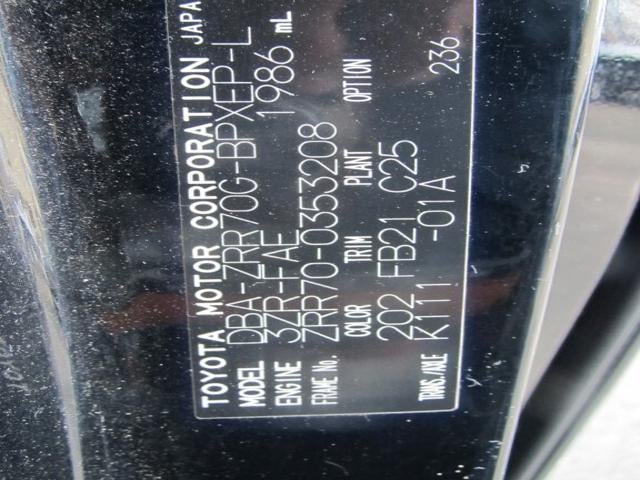 TOYOTA MOTOR CORPORATION JAPA
MODEL DBA-ZRR70G-BPXEP-L
ENGINE 3ZR-FAE 1986 mL
FRAME No. ZRR70-0353208
COLOR TRIM PLANT OPTION
202 FB21 C25 236
TRANS./AXLE K111 -01A